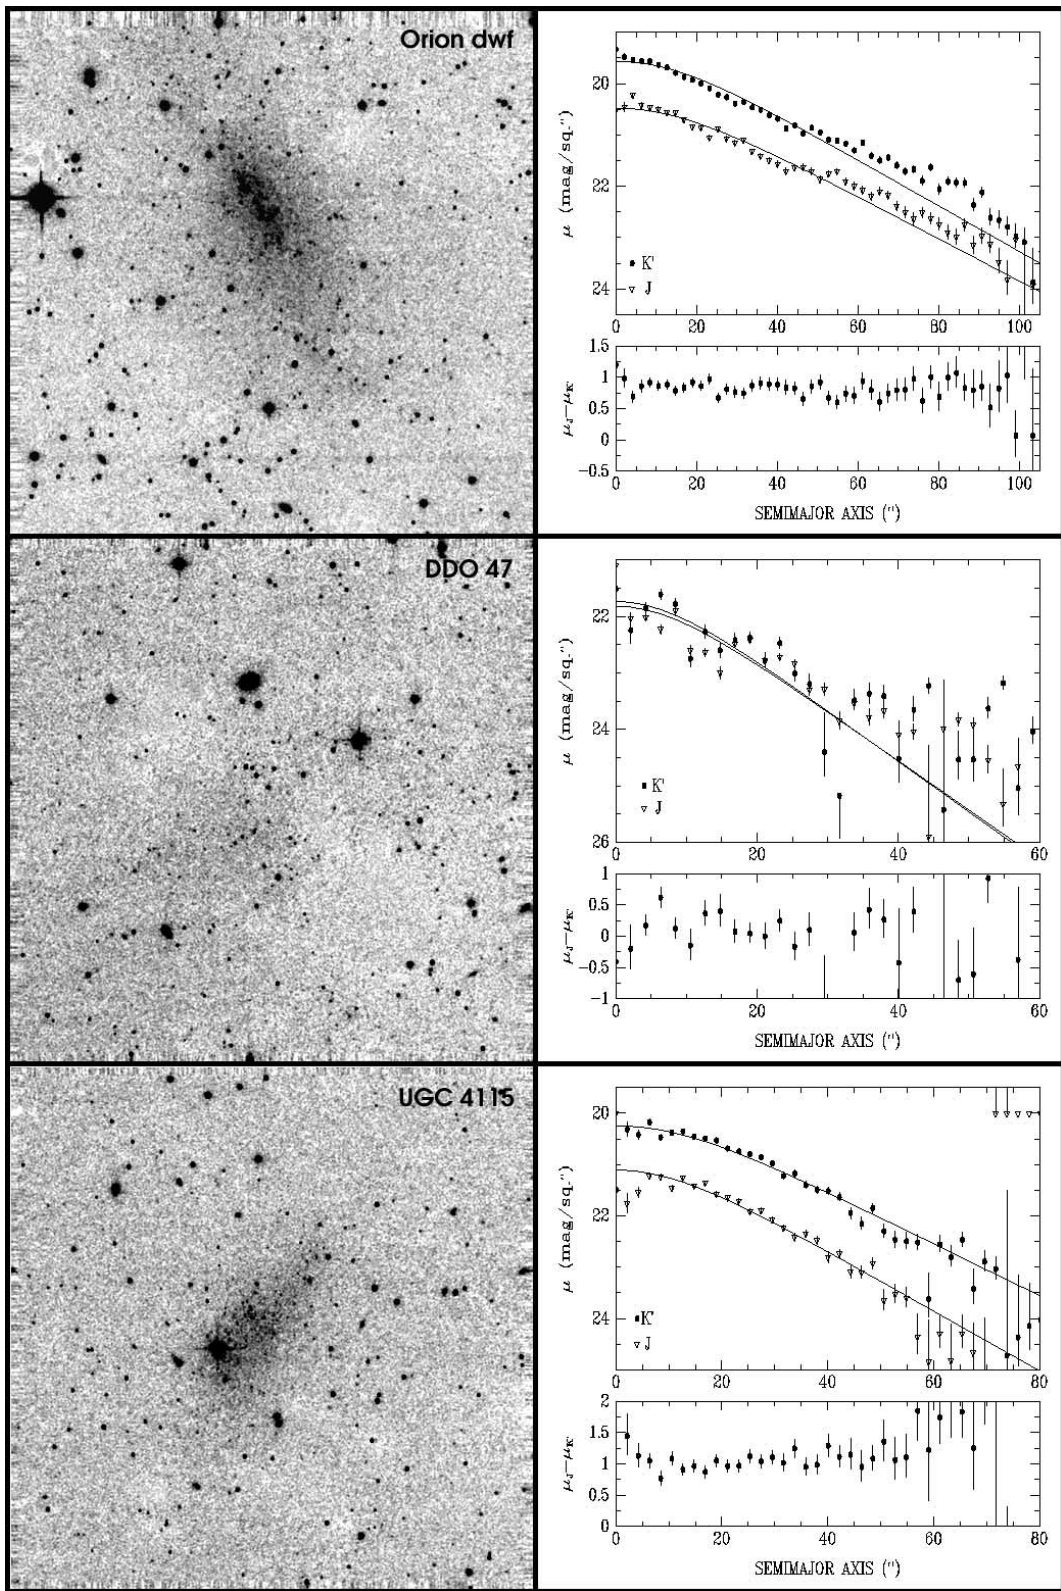 Orion dwf
20
22
24
μ (mag/sq.")
K'
J
0 20 40 60 80 100
1.5
1
0.5
0
−0.5
μJ−μK'
0 20 40 60 80 100
SEMIMAJOR AXIS (")
DDO 47
22
24
26
μ (mag/sq.")
K'
J
0 20 40 60
1
0.5
0
−0.5
−1
μJ−μK'
0 20 40 60
SEMIMAJOR AXIS (")
UGC 4115
20
22
24
μ (mag/sq.")
K'
J
0 20 40 60 80
2
1.5
1
0.5
0
μJ−μK'
0 20 40 60 80
SEMIMAJOR AXIS (")